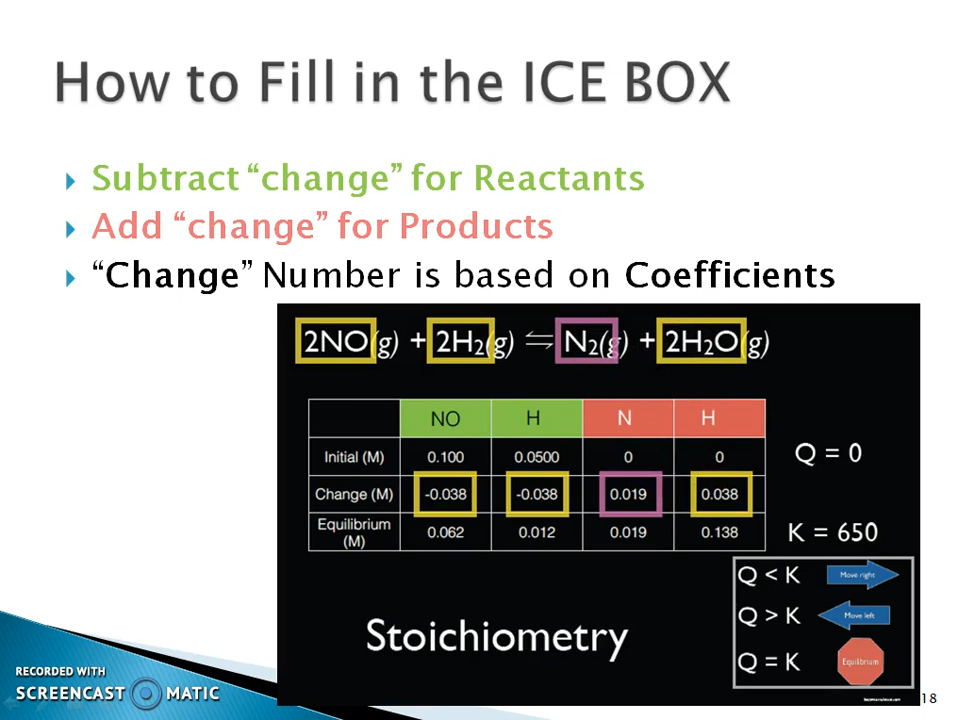 How to Fill in the ICE BOX
Subtract “change” for Reactants
Add “change” for Products
“Change” Number is based on Coefficients
2NO(g) + 2H₂(g) ⇌ N₂(g) + 2H₂O(g)
NO H N H
Initial (M) 0.100 0.0500 0 0
Change (M) -0.038 -0.038 0.019 0.038
Equilibrium
(M) 0.062 0.012 0.019 0.138
Q = 0
K = 650
Q < K Move right
Q > K Move left
Q = K Equilibrium
Stoichiometry
RECORDED WITH
SCREENCAST MATIC
18